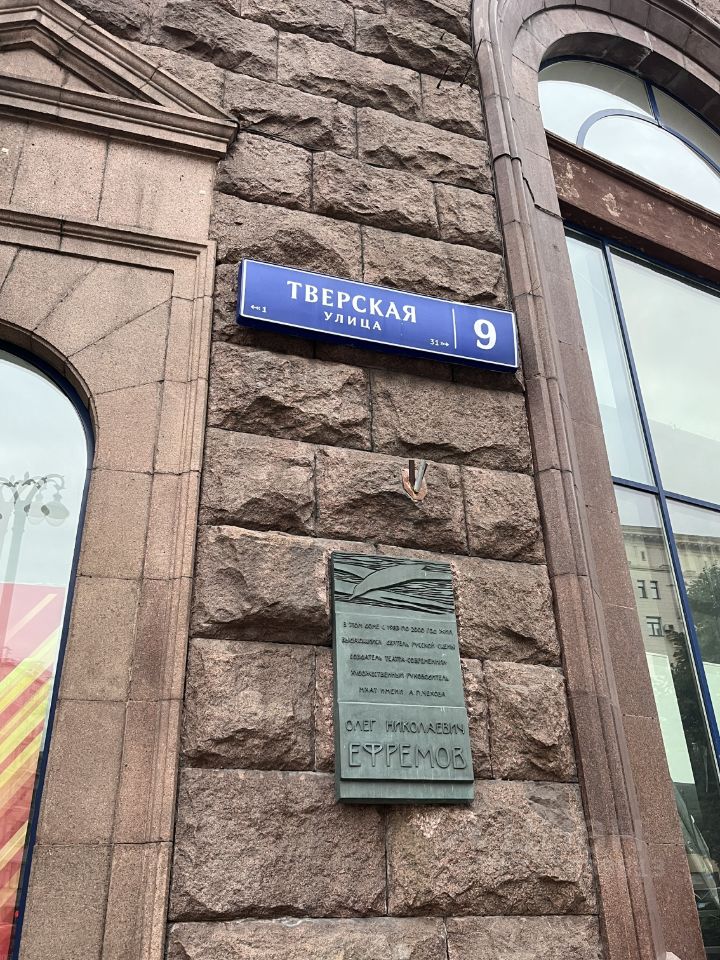 ТВЕРСКАЯ
УЛИЦА
1
31
9
В ЭТОМ ДОМЕ С 1983 ПО 2000 ГОД ЖИЛ
ВЫДАЮЩИЙСЯ ДЕЯТЕЛЬ РУССКОЙ СЦЕНЫ
СОЗДАТЕЛЬ ТЕАТРА «СОВРЕМЕННИК»
ХУДОЖЕСТВЕННЫЙ РУКОВОДИТЕЛЬ
МХАТ ИМЕНИ А.П.ЧЕХОВА
ОЛЕГ НИКОЛАЕВИЧ
ЕФРЕМОВ